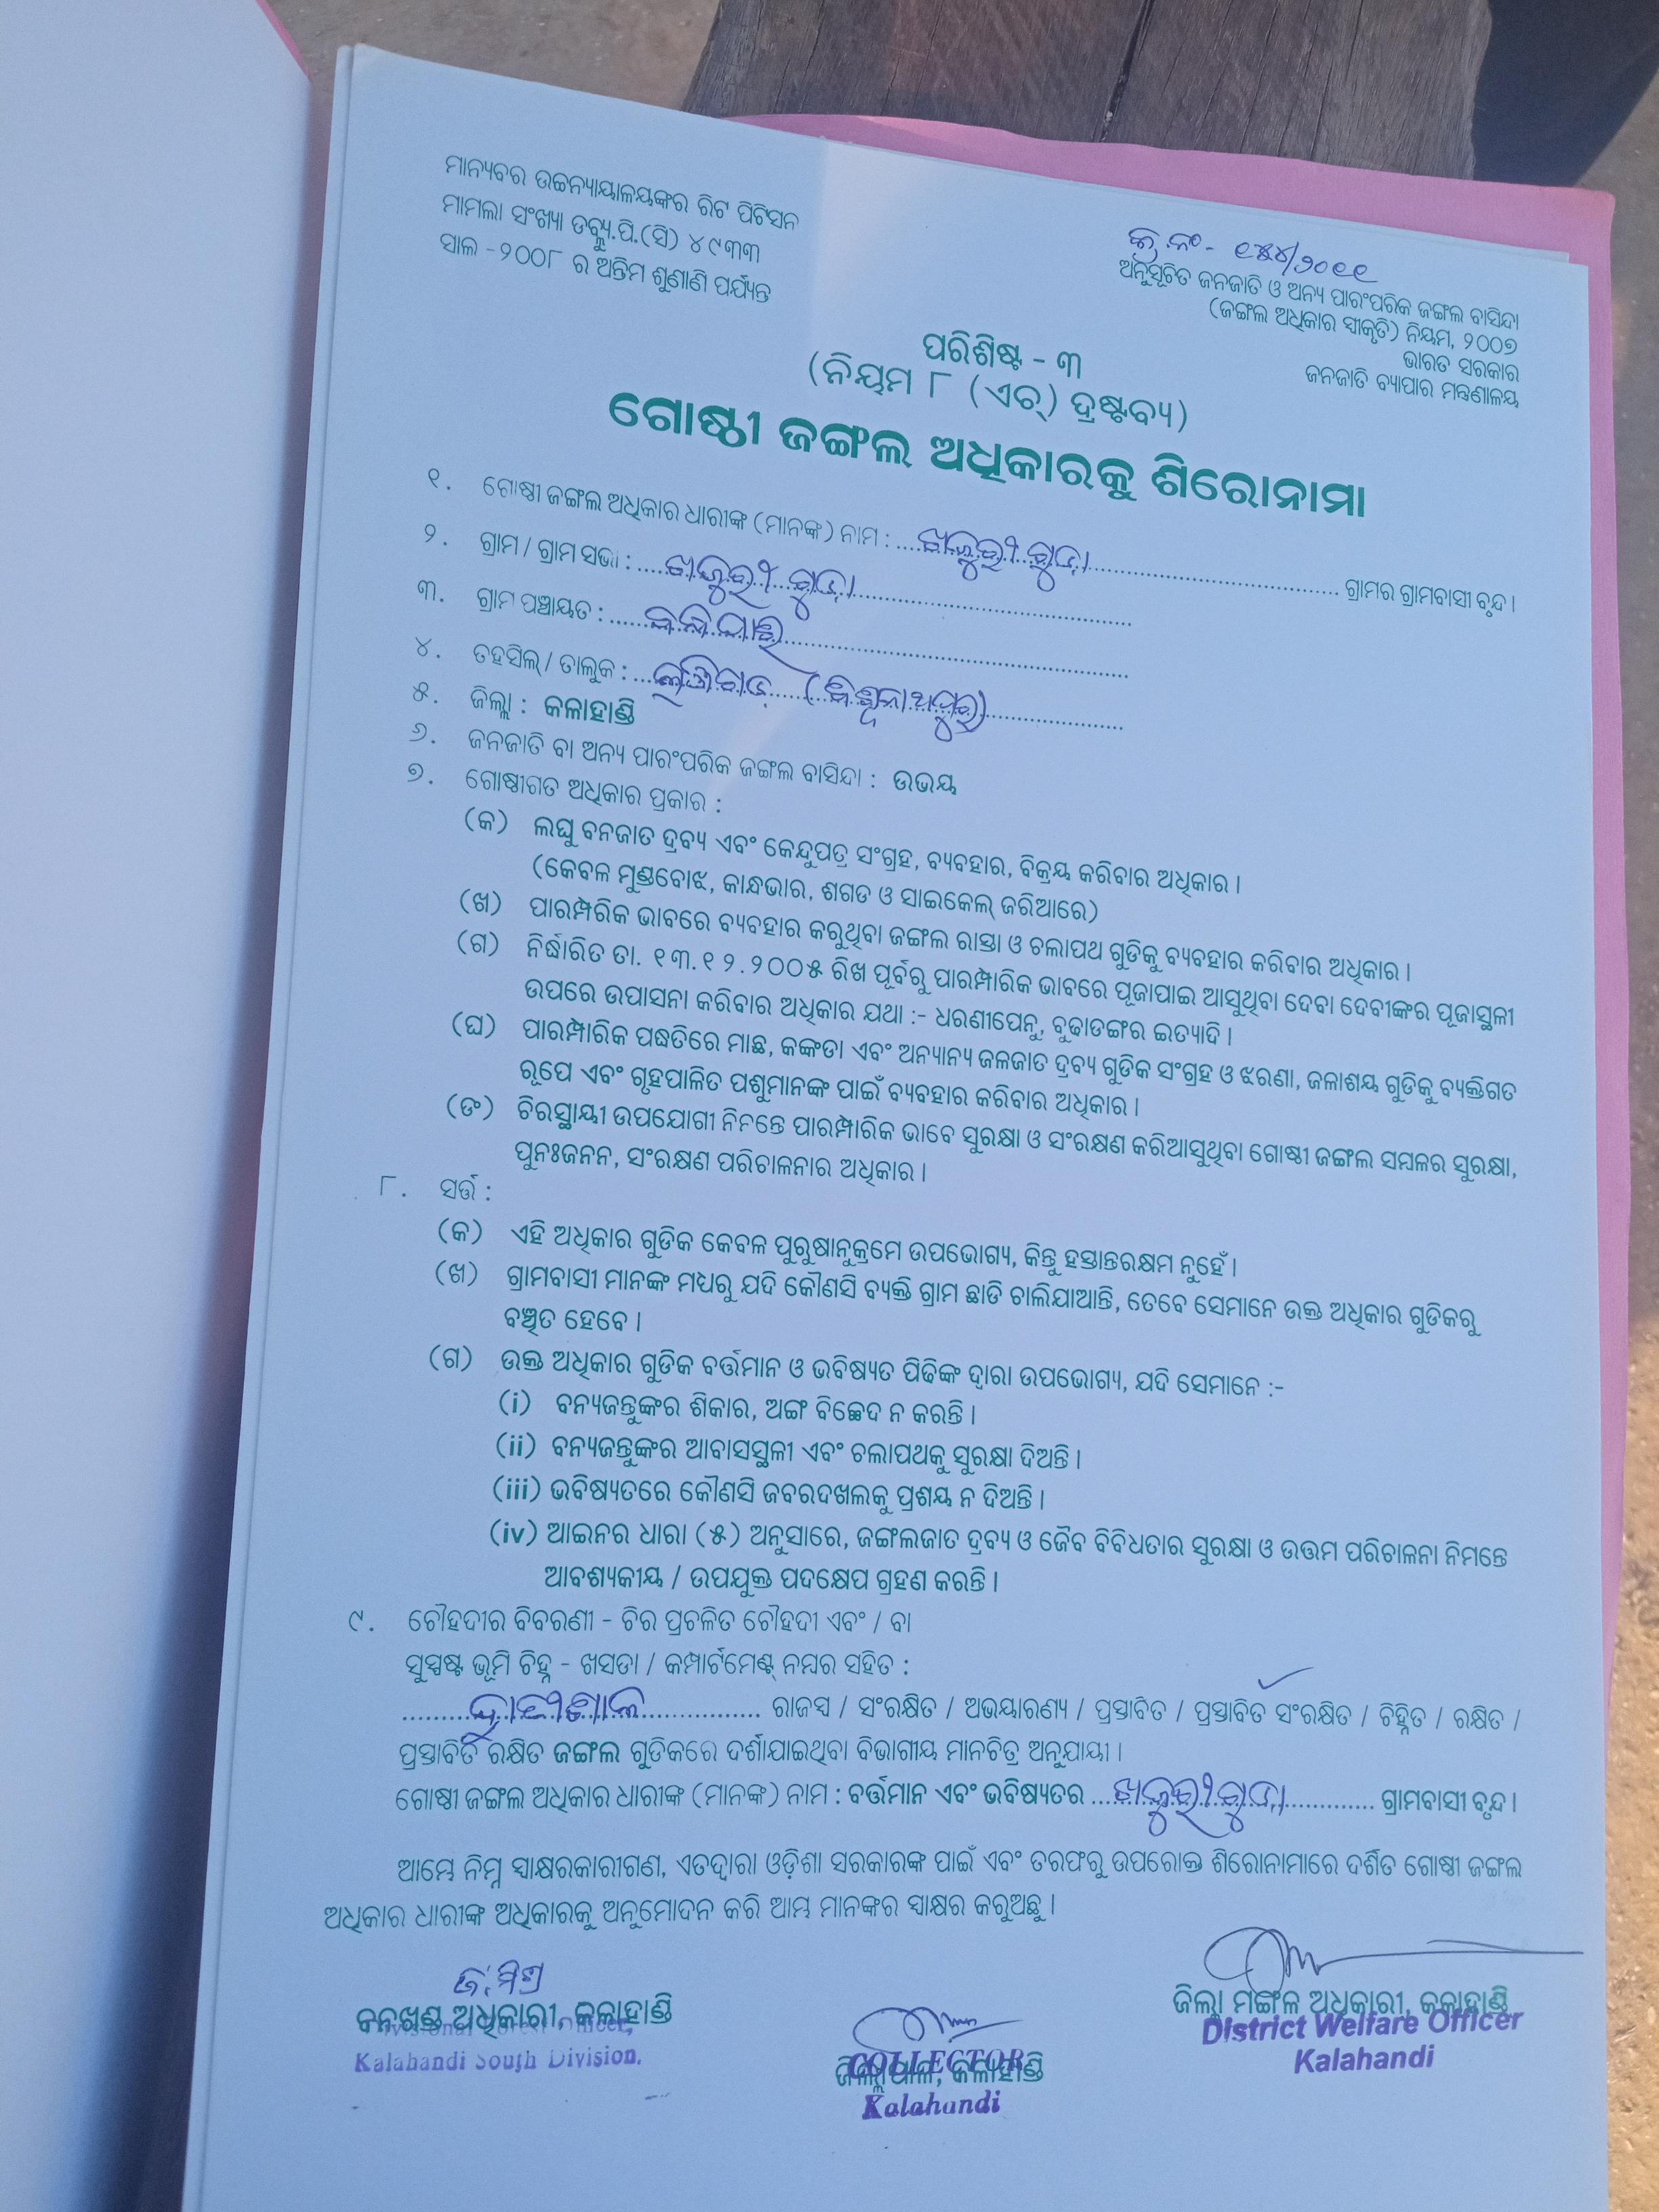 ମାନ୍ୟବର ଉଚ୍ଚନ୍ୟାୟାଳୟଙ୍କର ରିଟ ପିଟିସନ
ମାମଲା ସଂଖ୍ୟା ଡବ୍ଲ୍ୟୁ.ପି.(ସି) ୪୯୩୩
ସାଲ -୨୦୦୮ ର ଅନ୍ତିମ ଶୁଣାଣି ପର୍ଯ୍ୟନ୍ତ
କ୍ର.ନଂ-
ଅନୁସୂଚିତ ଜନଜାତି ଓ ଅନ୍ୟ ପାରଂପରିକ ଜଙ୍ଗଲ ବାସିନ୍ଦା
(ଜଙ୍ଗଲ ଅଧିକାର ସ୍ୱୀକୃତି) ନିୟମ, ୨୦୦୭
ଭାରତ ସରକାର
ଜନଜାତି ବ୍ୟାପାର ମନ୍ତ୍ରଣାଳୟ
ପରିଶିଷ୍ଟ - ୩
(ନିୟମ ୮ (ଏଚ୍) ଦ୍ରଷ୍ଟବ୍ୟ)
ଗୋଷ୍ଠୀ ଜଙ୍ଗଲ ଅଧିକାରକୁ ଶିରୋନାମା
୧. ଗୋଷ୍ଠୀ ଜଙ୍ଗଲ ଅଧିକାର ଧାରୀଙ୍କ (ମାନଙ୍କ) ନାମ : ଖଜୁରୀଗୁଡ଼ା ଗ୍ରାମର ଗ୍ରାମବାସୀ ବୃନ୍ଦ।
୨. ଗ୍ରାମ / ଗ୍ରାମ ସଭା : ଖଜୁରୀଗୁଡ଼ା
୩. ଗ୍ରାମ ପଞ୍ଚାୟତ :
୪. ତହସିଲ୍ / ତାଲୁକ : ଲାଞ୍ଜିଗଡ଼ (ବିଶ୍ୱନାଥପୁର)
୫. ଜିଲ୍ଲା : କଳାହାଣ୍ଡି
୬. ଜନଜାତି ବା ଅନ୍ୟ ପାରଂପରିକ ଜଙ୍ଗଲ ବାସିନ୍ଦା : ଉଭୟ
୭. ଗୋଷ୍ଠୀଗତ ଅଧିକାର ପ୍ରକାର :
(କ) ଲଘୁ ବନଜାତ ଦ୍ରବ୍ୟ ଏବଂ କେନ୍ଦୁପତ୍ର ସଂଗ୍ରହ, ବ୍ୟବହାର, ବିକ୍ରୟ କରିବାର ଅଧିକାର।
(କେବଳ ମୁଣ୍ଡବୋଝ, କାନ୍ଧଭାର, ଶଗଡ ଓ ସାଇକେଲ୍ ଜରିଆରେ)
(ଖ) ପାରମ୍ପରିକ ଭାବରେ ବ୍ୟବହାର କରୁଥିବା ଜଙ୍ଗଲ ରାସ୍ତା ଓ ଚଲାପଥ ଗୁଡିକୁ ବ୍ୟବହାର କରିବାର ଅଧିକାର।
(ଗ) ନିର୍ଦ୍ଧାରିତ ତା. ୧୩.୧୨.୨୦୦୫ ରିଖ ପୂର୍ବରୁ ପାରମ୍ପାରିକ ଭାବରେ ପୂଜାପାଇ ଆସୁଥିବା ଦେବା ଦେବୀଙ୍କର ପୂଜାସ୍ଥଳୀ
ଉପରେ ଉପାସନା କରିବାର ଅଧିକାର ଯଥା :- ଧରଣୀପେନୁ, ବୁଢାଡଙ୍ଗର ଇତ୍ୟାଦି।
(ଘ) ପାରମ୍ପାରିକ ପଦ୍ଧତିରେ ମାଛ, କଙ୍କଡା ଏବଂ ଅନ୍ୟାନ୍ୟ ଜଳଜାତ ଦ୍ରବ୍ୟ ଗୁଡିକ ସଂଗ୍ରହ ଓ ଝରଣା, ଜଳାଶୟ ଗୁଡିକୁ ବ୍ୟକ୍ତିଗତ
ରୂପେ ଏବଂ ଗୃହପାଳିତ ପଶୁମାନଙ୍କ ପାଇଁ ବ୍ୟବହାର କରିବାର ଅଧିକାର।
(ଙ) ଚିରସ୍ଥାୟୀ ଉପଯୋଗୀ ନିମନ୍ତେ ପାରମ୍ପାରିକ ଭାବେ ସୁରକ୍ଷା ଓ ସଂରକ୍ଷଣ କରିଆସୁଥିବା ଗୋଷ୍ଠୀ ଜଙ୍ଗଲ ସମ୍ବଳର ସୁରକ୍ଷା,
ପୁନଃଜନନ, ସଂରକ୍ଷଣ ପରିଚାଳନାର ଅଧିକାର।
୮. ସର୍ତ୍ତ :
(କ) ଏହି ଅଧିକାର ଗୁଡିକ କେବଳ ପୁରୁଷାନୁକ୍ରମେ ଉପଭୋଗ୍ୟ, କିନ୍ତୁ ହସ୍ତାନ୍ତରକ୍ଷମ ନୁହେଁ।
(ଖ) ଗ୍ରାମବାସୀ ମାନଙ୍କ ମଧ୍ୟରୁ ଯଦି କୌଣସି ବ୍ୟକ୍ତି ଗ୍ରାମ ଛାଡି ଚାଲିଯାଆନ୍ତି, ତେବେ ସେମାନେ ଉକ୍ତ ଅଧିକାର ଗୁଡିକରୁ
ବଞ୍ଚିତ ହେବେ।
(ଗ) ଉକ୍ତ ଅଧିକାର ଗୁଡିକ ବର୍ତ୍ତମାନ ଓ ଭବିଷ୍ୟତ ପିଢିଙ୍କ ଦ୍ୱାରା ଉପଭୋଗ୍ୟ, ଯଦି ସେମାନେ :-
(i) ବନ୍ୟଜନ୍ତୁଙ୍କର ଶିକାର, ଅଙ୍ଗ ବିଚ୍ଛେଦ ନ କରନ୍ତି।
(ii) ବନ୍ୟଜନ୍ତୁଙ୍କର ଆବାସସ୍ଥଳୀ ଏବଂ ଚଲାପଥକୁ ସୁରକ୍ଷା ଦିଅନ୍ତି।
(iii) ଭବିଷ୍ୟତରେ କୌଣସି ଜବରଦଖଲକୁ ପ୍ରଶୟ ନ ଦିଅନ୍ତି।
(iv) ଆଇନର ଧାରା (୫) ଅନୁସାରେ, ଜଙ୍ଗଲଜାତ ଦ୍ରବ୍ୟ ଓ ଜୈବ ବିବିଧତାର ସୁରକ୍ଷା ଓ ଉତ୍ତମ ପରିଚାଳନା ନିମନ୍ତେ
ଆବଶ୍ୟକୀୟ / ଉପଯୁକ୍ତ ପଦକ୍ଷେପ ଗ୍ରହଣ କରନ୍ତି।
୯. ଚୌହଦୀର ବିବରଣୀ - ଚିର ପ୍ରଚଳିତ ଚୌହଦୀ ଏବଂ / ବା
ସୁସ୍ପଷ୍ଟ ଭୂମି ଚିହ୍ନ - ଖସଡା / କମ୍ପାର୍ଟମେଣ୍ଟ୍ ନମ୍ବର ସହିତ :
ରାଜସ୍ୱ / ସଂରକ୍ଷିତ / ଅଭୟାରଣ୍ୟ / ପ୍ରସ୍ତାବିତ / ପ୍ରସ୍ତାବିତ ସଂରକ୍ଷିତ / ଚିହ୍ନିତ / ରକ୍ଷିତ /
ପ୍ରସ୍ତାବିତ ରକ୍ଷିତ ଜଙ୍ଗଲ ଗୁଡିକରେ ଦର୍ଶାଯାଇଥିବା ବିଭାଗୀୟ ମାନଚିତ୍ର ଅନୁଯାୟୀ।
ଗୋଷ୍ଠୀ ଜଙ୍ଗଲ ଅଧିକାର ଧାରୀଙ୍କ (ମାନଙ୍କ) ନାମ : ବର୍ତ୍ତମାନ ଏବଂ ଭବିଷ୍ୟତର ଖଜୁରୀଗୁଡ଼ା ଗ୍ରାମବାସୀ ବୃନ୍ଦ।
ଆମ୍ଭେ ନିମ୍ନ ସ୍ୱାକ୍ଷରକାରୀଗଣ, ଏତଦ୍ୱାରା ଓଡ଼ିଶା ସରକାରଙ୍କ ପାଇଁ ଏବଂ ତରଫରୁ ଉପରୋକ୍ତ ଶିରୋନାମାରେ ଦର୍ଶିତ ଗୋଷ୍ଠୀ ଜଙ୍ଗଲ
ଅଧିକାର ଧାରୀଙ୍କ ଅଧିକାରକୁ ଅନୁମୋଦନ କରି ଆମ୍ଭ ମାନଙ୍କର ସ୍ୱାକ୍ଷର କରୁଅଛୁ।
ବନଖଣ୍ଡ ଅଧିକାରୀ, କଳାହାଣ୍ଡି
Divisional Forest Officer,
Kalahandi South Division.
ଜିଲ୍ଲାପାଳ, କଳାହାଣ୍ଡି
COLLECTOR
Kalahandi
ଜିଲ୍ଲା ମଙ୍ଗଳ ଅଧିକାରୀ, କଳାହାଣ୍ଡି
District Welfare Officer
Kalahandi